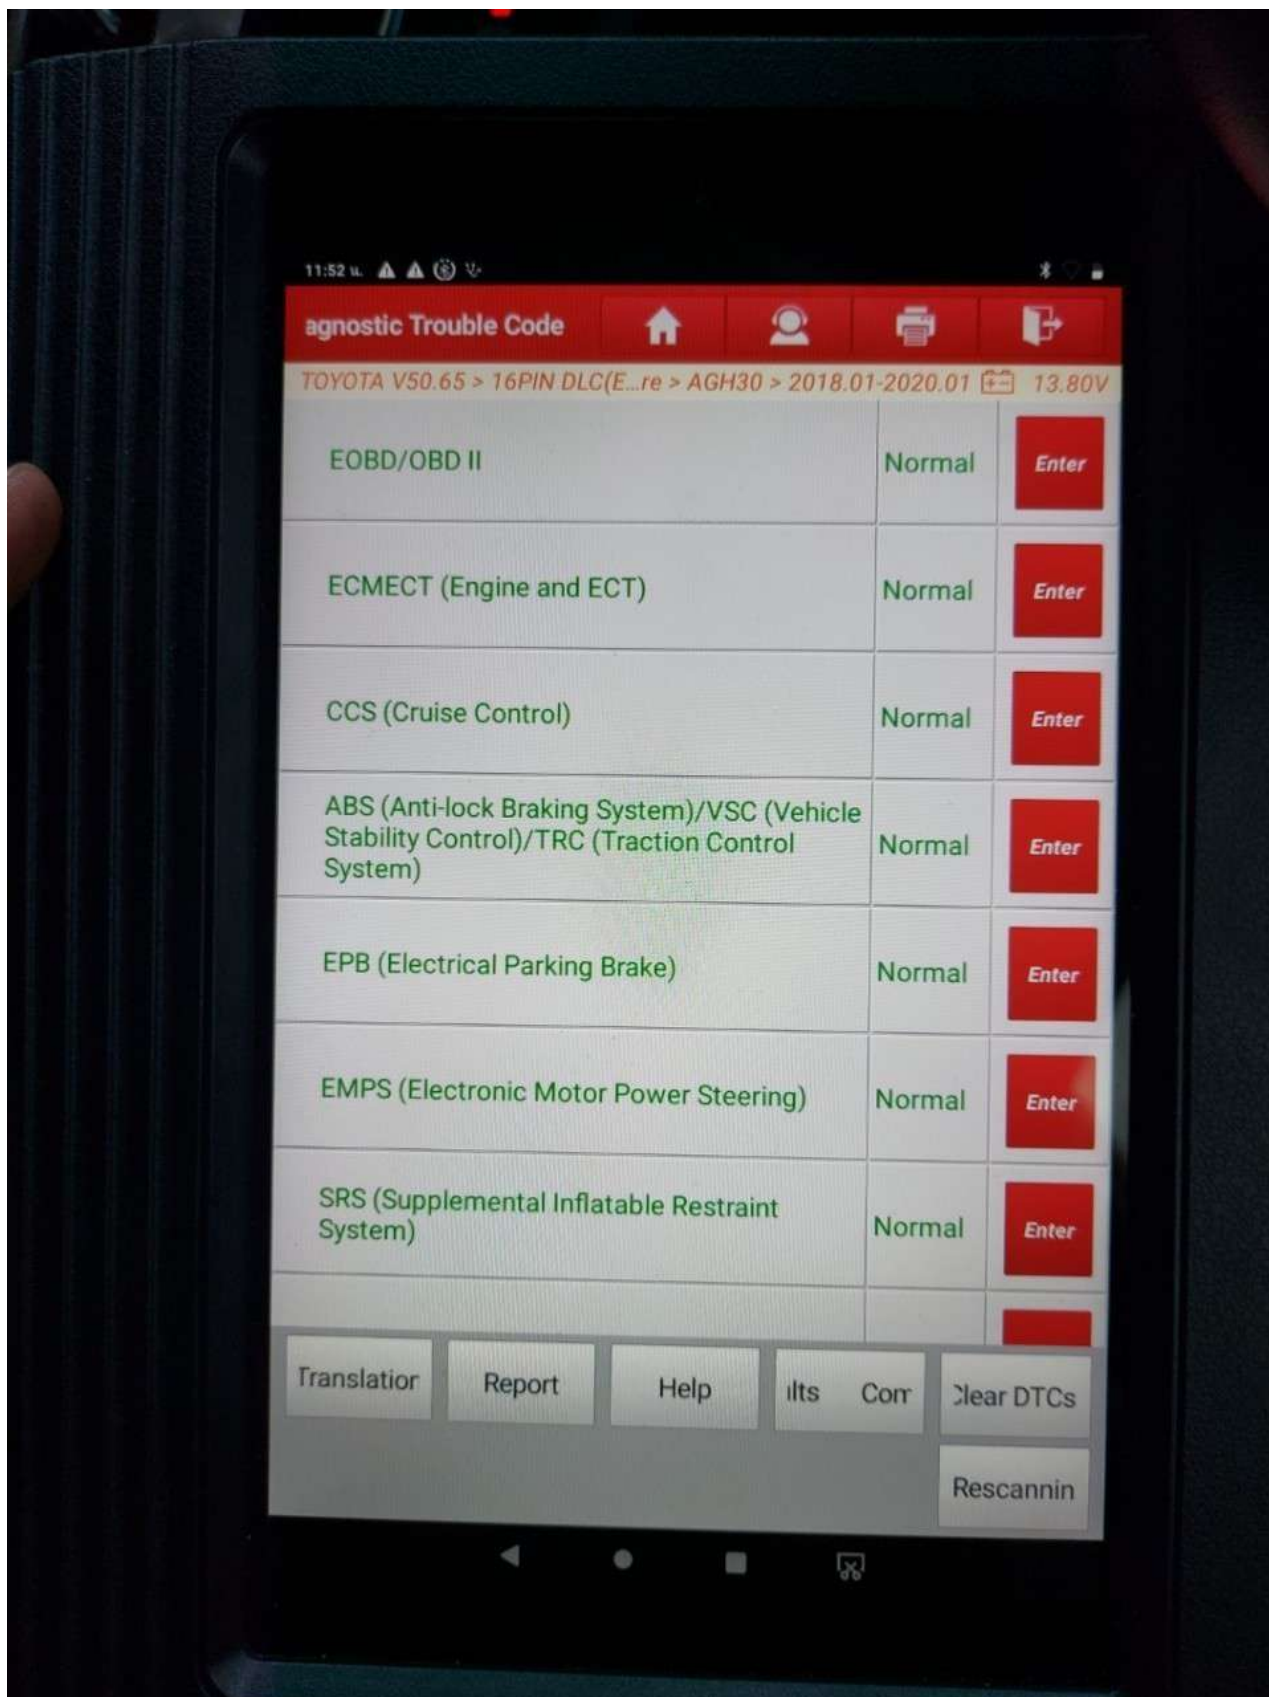 11:52 น.
agnostic Trouble Code
TOYOTA V50.65 > 16PIN DLC(E...re > AGH30 > 2018.01-2020.01 13.80V
EOBD/OBD II Normal Enter
ECMECT (Engine and ECT) Normal Enter
CCS (Cruise Control) Normal Enter
ABS (Anti-lock Braking System)/VSC (Vehicle
Stability Control)/TRC (Traction Control Normal Enter
System)
EPB (Electrical Parking Brake) Normal Enter
EMPS (Electronic Motor Power Steering) Normal Enter
SRS (Supplemental Inflatable Restraint
System) Normal Enter
Translatior Report Help ılts Com Clear DTCs
Rescannin